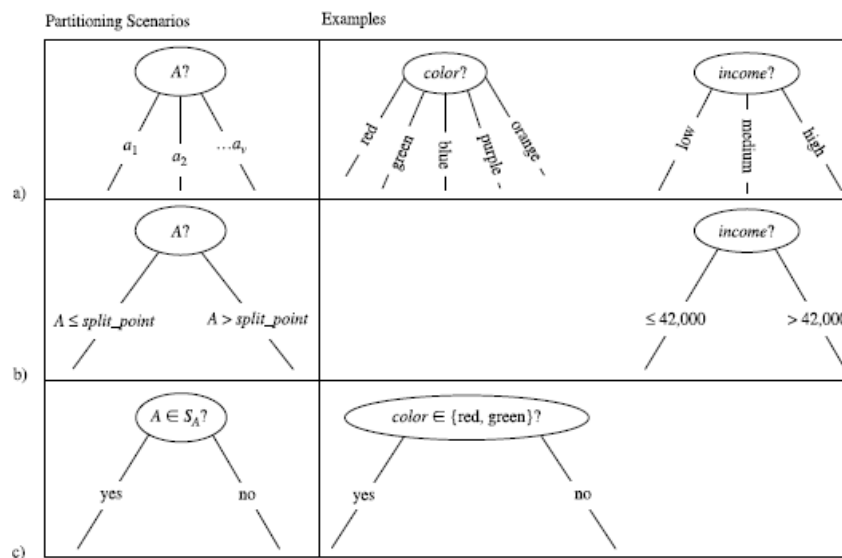 Partitioning Scenarios
Examples
A?
a₁
a₂
...aᵥ
color?
red
green
blue
purple
orange
income?
low
medium
high
a)
A?
A ≤ split_point
A > split_point
income?
≤ 42,000
> 42,000
b)
A ∈ S_A?
yes
no
color ∈ {red, green}?
yes
no
c)